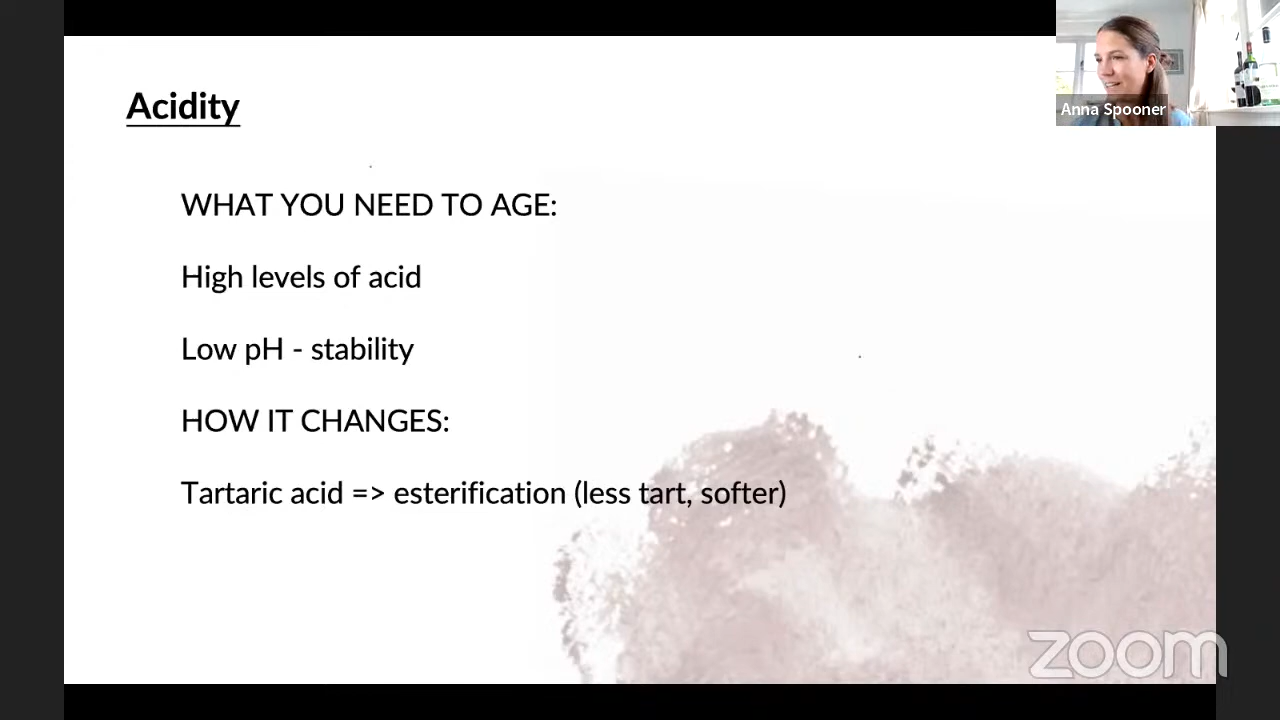 Acidity
Anna Spooner
WHAT YOU NEED TO AGE:
High levels of acid
Low pH - stability
HOW IT CHANGES:
Tartaric acid => esterification (less tart, softer)
zoom